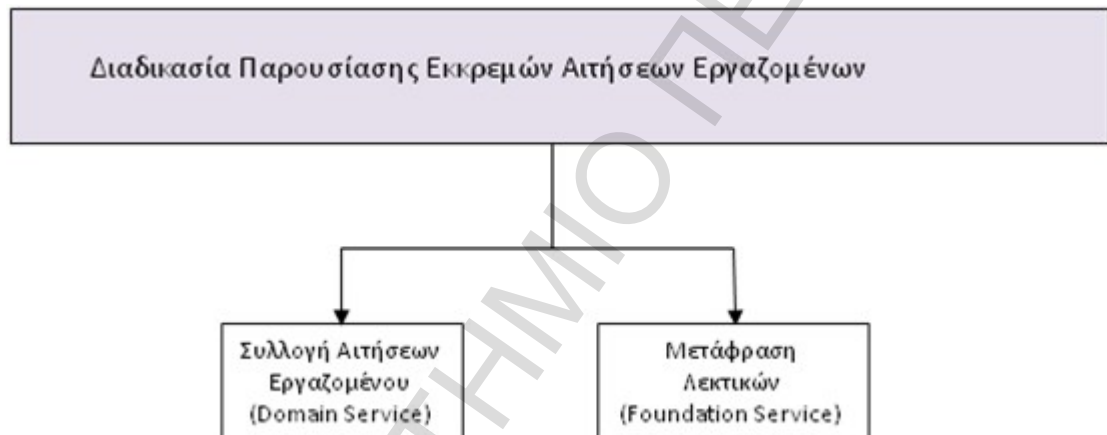 Διαδικασία Παρουσίασης Εκκρεμών Αιτήσεων Εργαζομένων
Συλλογή Αιτήσεων
Εργαζομένου
(Domain Service)
Μετάφραση
Λεκτικών
(Foundation Service)